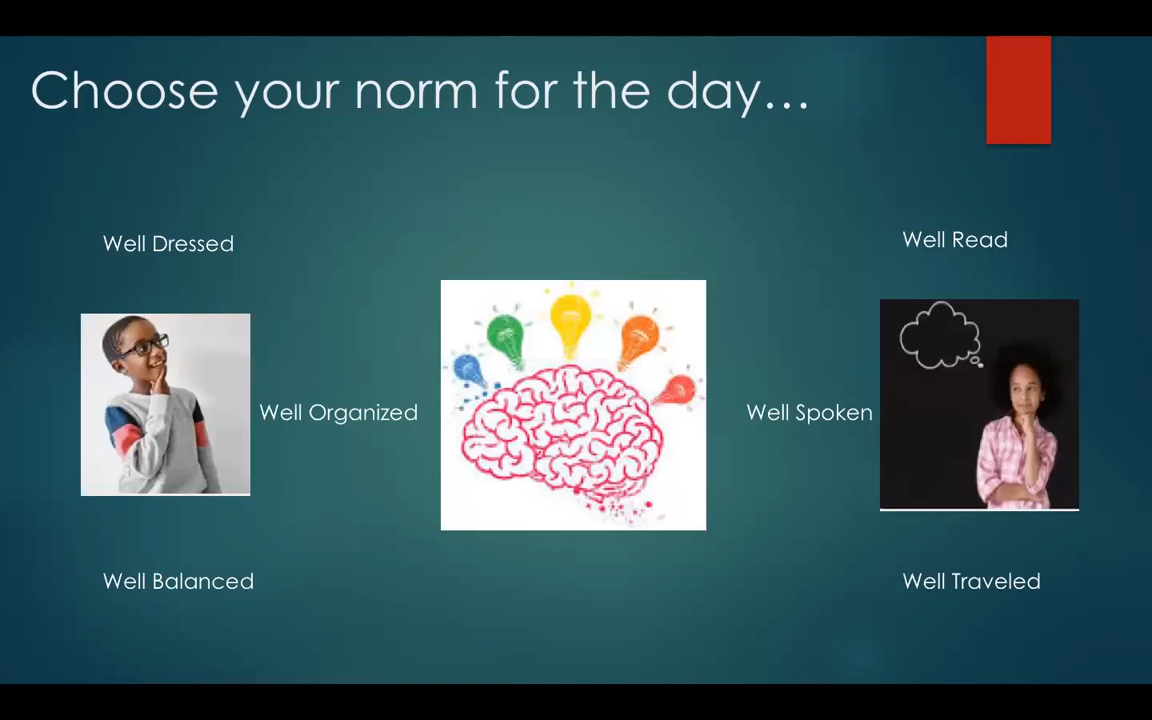 Choose your norm for the day...
Well Dressed
Well Read
Well Organized
Well Spoken
Well Balanced
Well Traveled